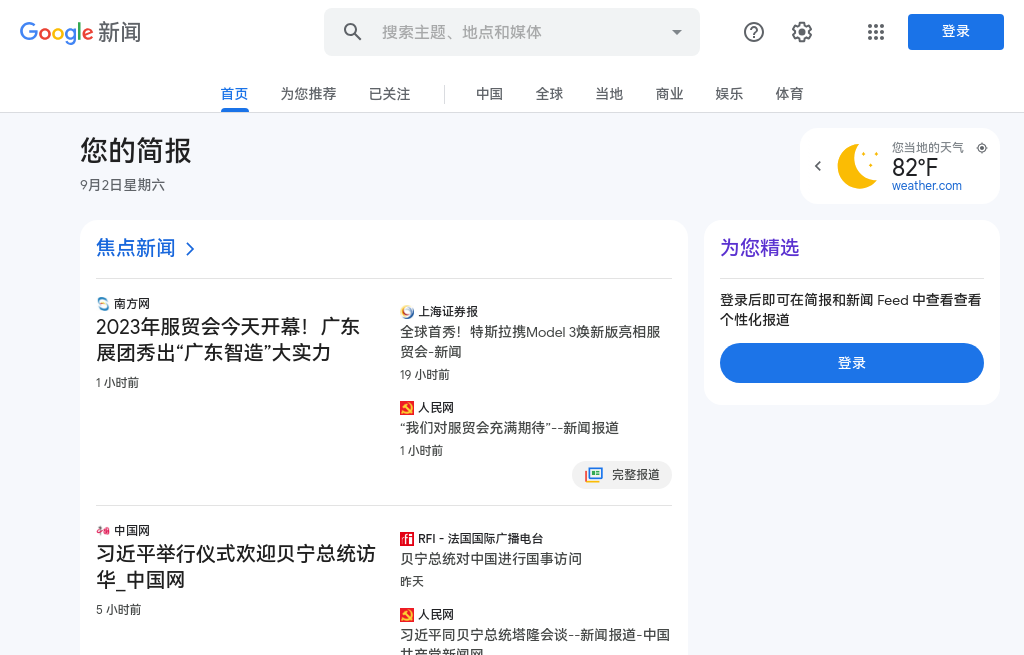 Google 新闻
搜索主题、地点和媒体
登录
首页
为您推荐
已关注
中国
全球
当地
商业
娱乐
体育
您的简报
9月2日星期六
您当地的天气
82°F
weather.com
焦点新闻
南方网
2023年服贸会今天开幕！广东
展团秀出“广东智造”大实力
1 小时前
上海证券报
全球首秀！特斯拉携Model 3焕新版亮相服
贸会-新闻
19 小时前
人民网
“我们对服贸会充满期待”--新闻报道
1 小时前
完整报道
中国网
习近平举行仪式欢迎贝宁总统访
华_中国网
5 小时前
RFI - 法国国际广播电台
贝宁总统对中国进行国事访问
昨天
人民网
习近平同贝宁总统塔隆会谈--新闻报道-中国
共产党新闻网
为您精选
登录后即可在简报和新闻 Feed 中查看查看
个性化报道
登录